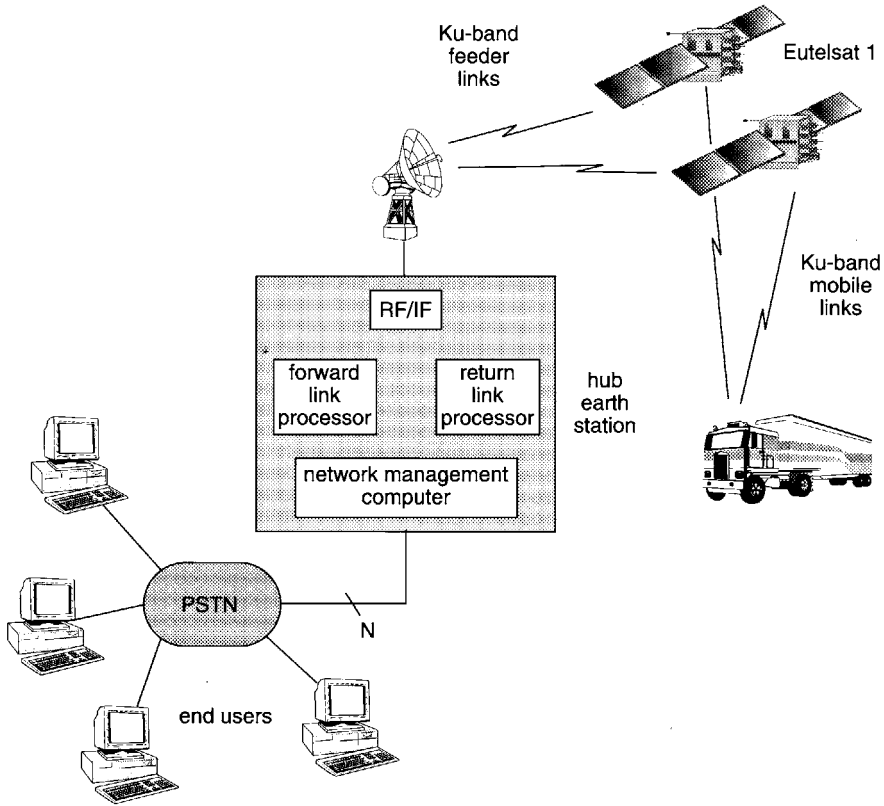 Ku-band
feeder
links
Eutelsat 1
Ku-band
mobile
links
RF/IF
forward
link
processor
return
link
processor
hub
earth
station
network management
computer
PSTN
N
end users